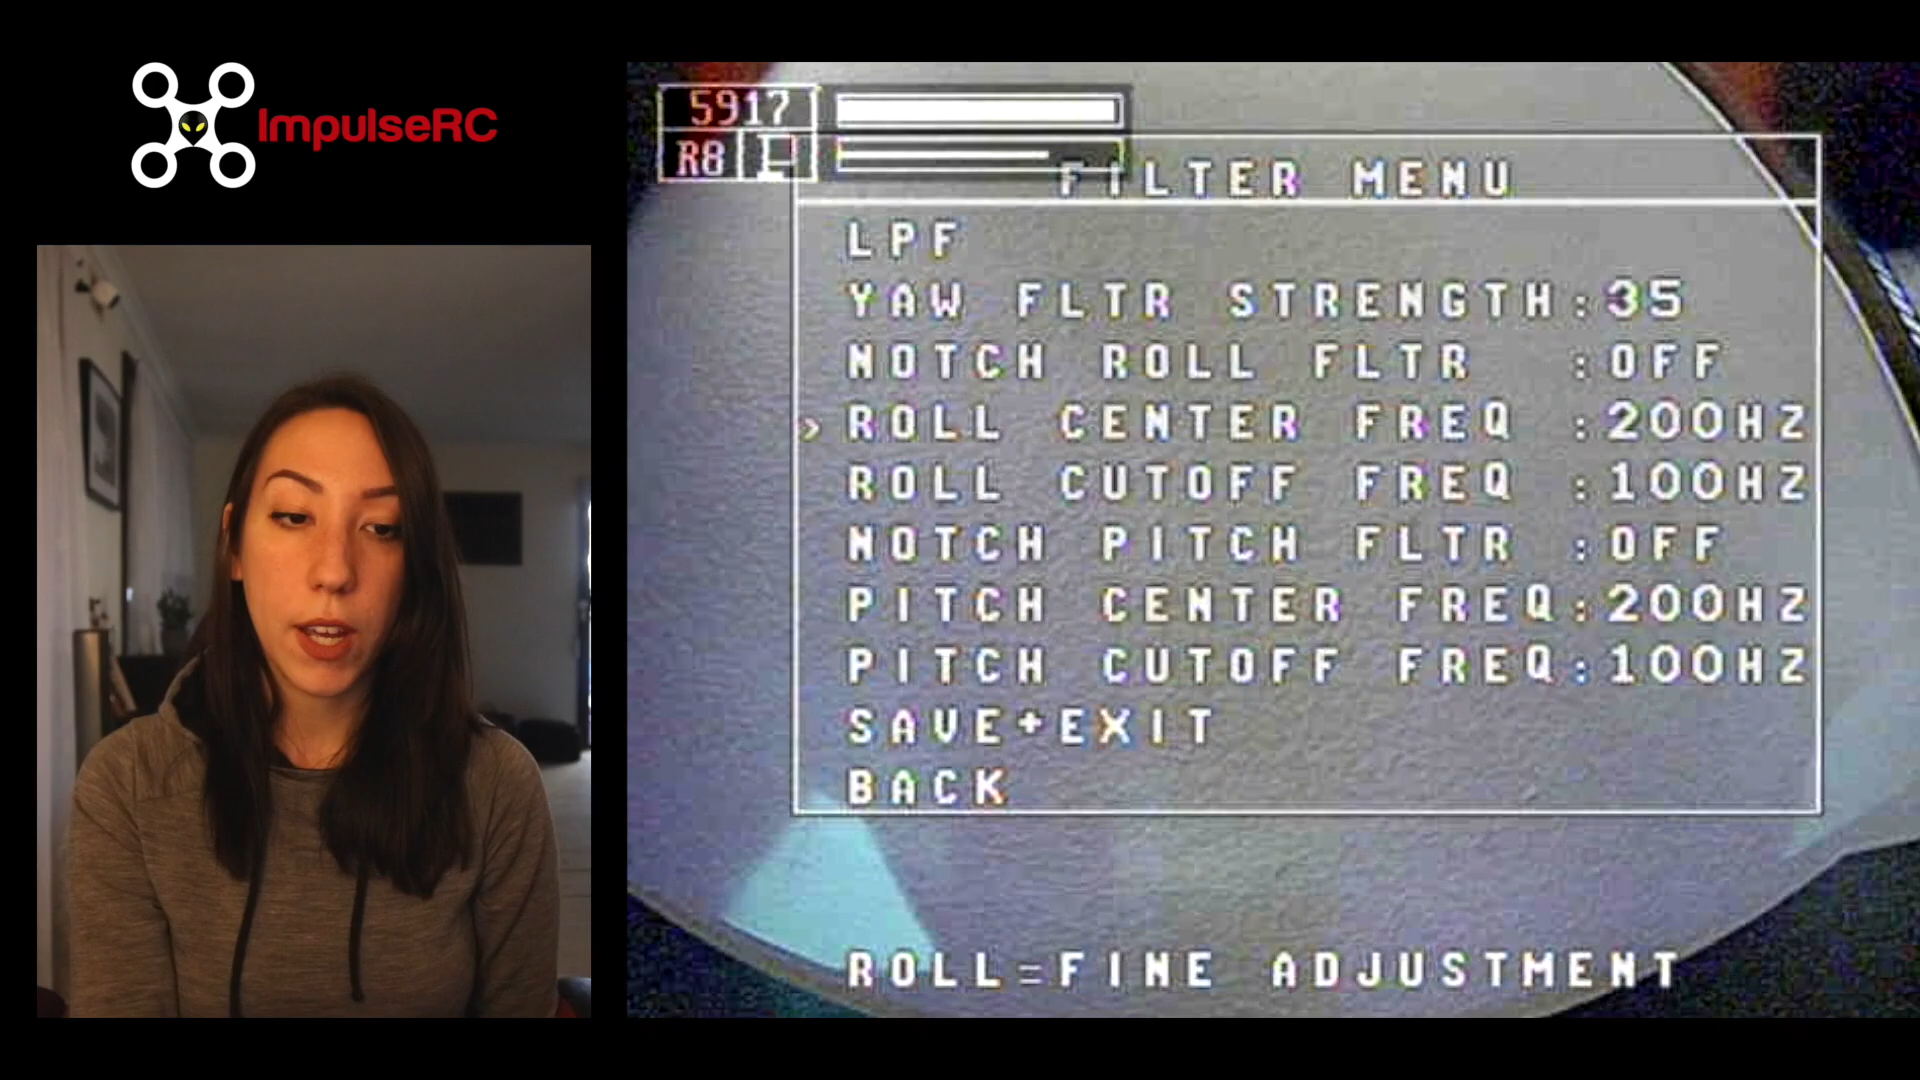 ImpulseRC
5917
R8 L
FILTER MENU
LPF
YAW FLTR STRENGTH:35
NOTCH ROLL FLTR :OFF
> ROLL CENTER FREQ :200HZ
ROLL CUTOFF FREQ :100HZ
NOTCH PITCH FLTR :OFF
PITCH CENTER FREQ:200HZ
PITCH CUTOFF FREQ:100HZ
SAVE+EXIT
BACK
ROLL=FINE ADJUSTMENT